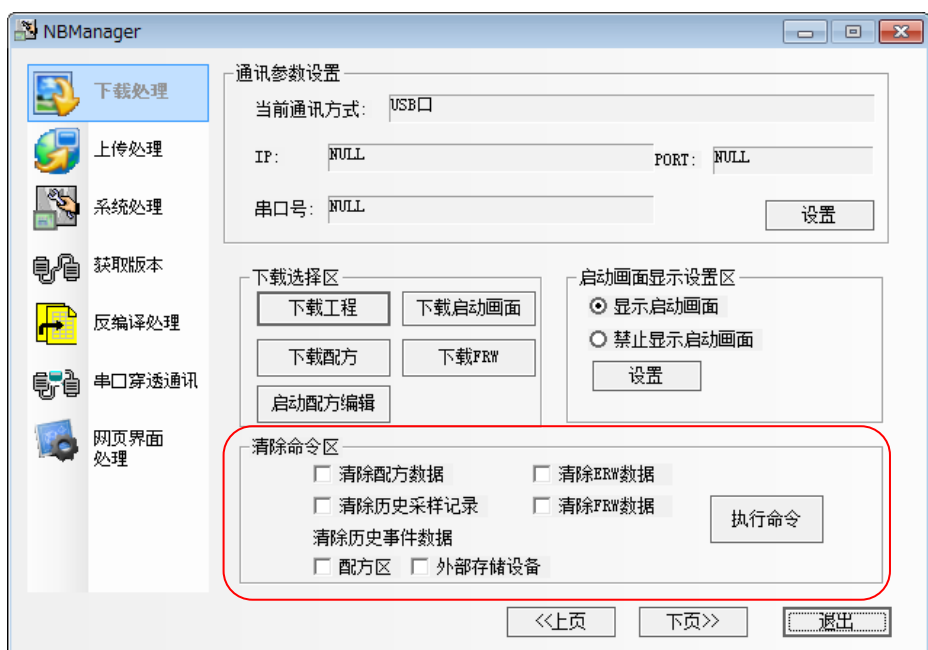 NBManager
下载处理
上传处理
系统处理
获取版本
反编译处理
串口穿透通讯
网页界面
处理
通讯参数设置
当前通讯方式: USB口
IP: NULL PORT: NULL
串口号: NULL 设置
下载选择区
下载工程 下载启动画面
下载配方 下载FRW
启动配方编辑
启动画面显示设置区
显示启动画面
禁止显示启动画面
设置
清除命令区
清除配方数据 清除ERW数据
清除历史采样记录 清除FRW数据
执行命令
清除历史事件数据
配方区 外部存储设备
<<上页 下页>> 退出